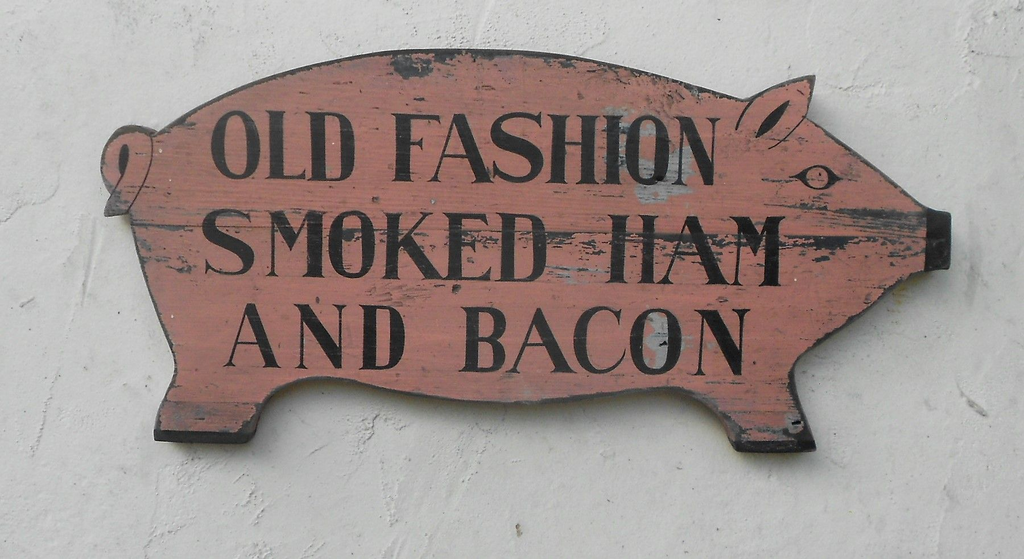 OLD FASHION
SMOKED HAM
AND BACON